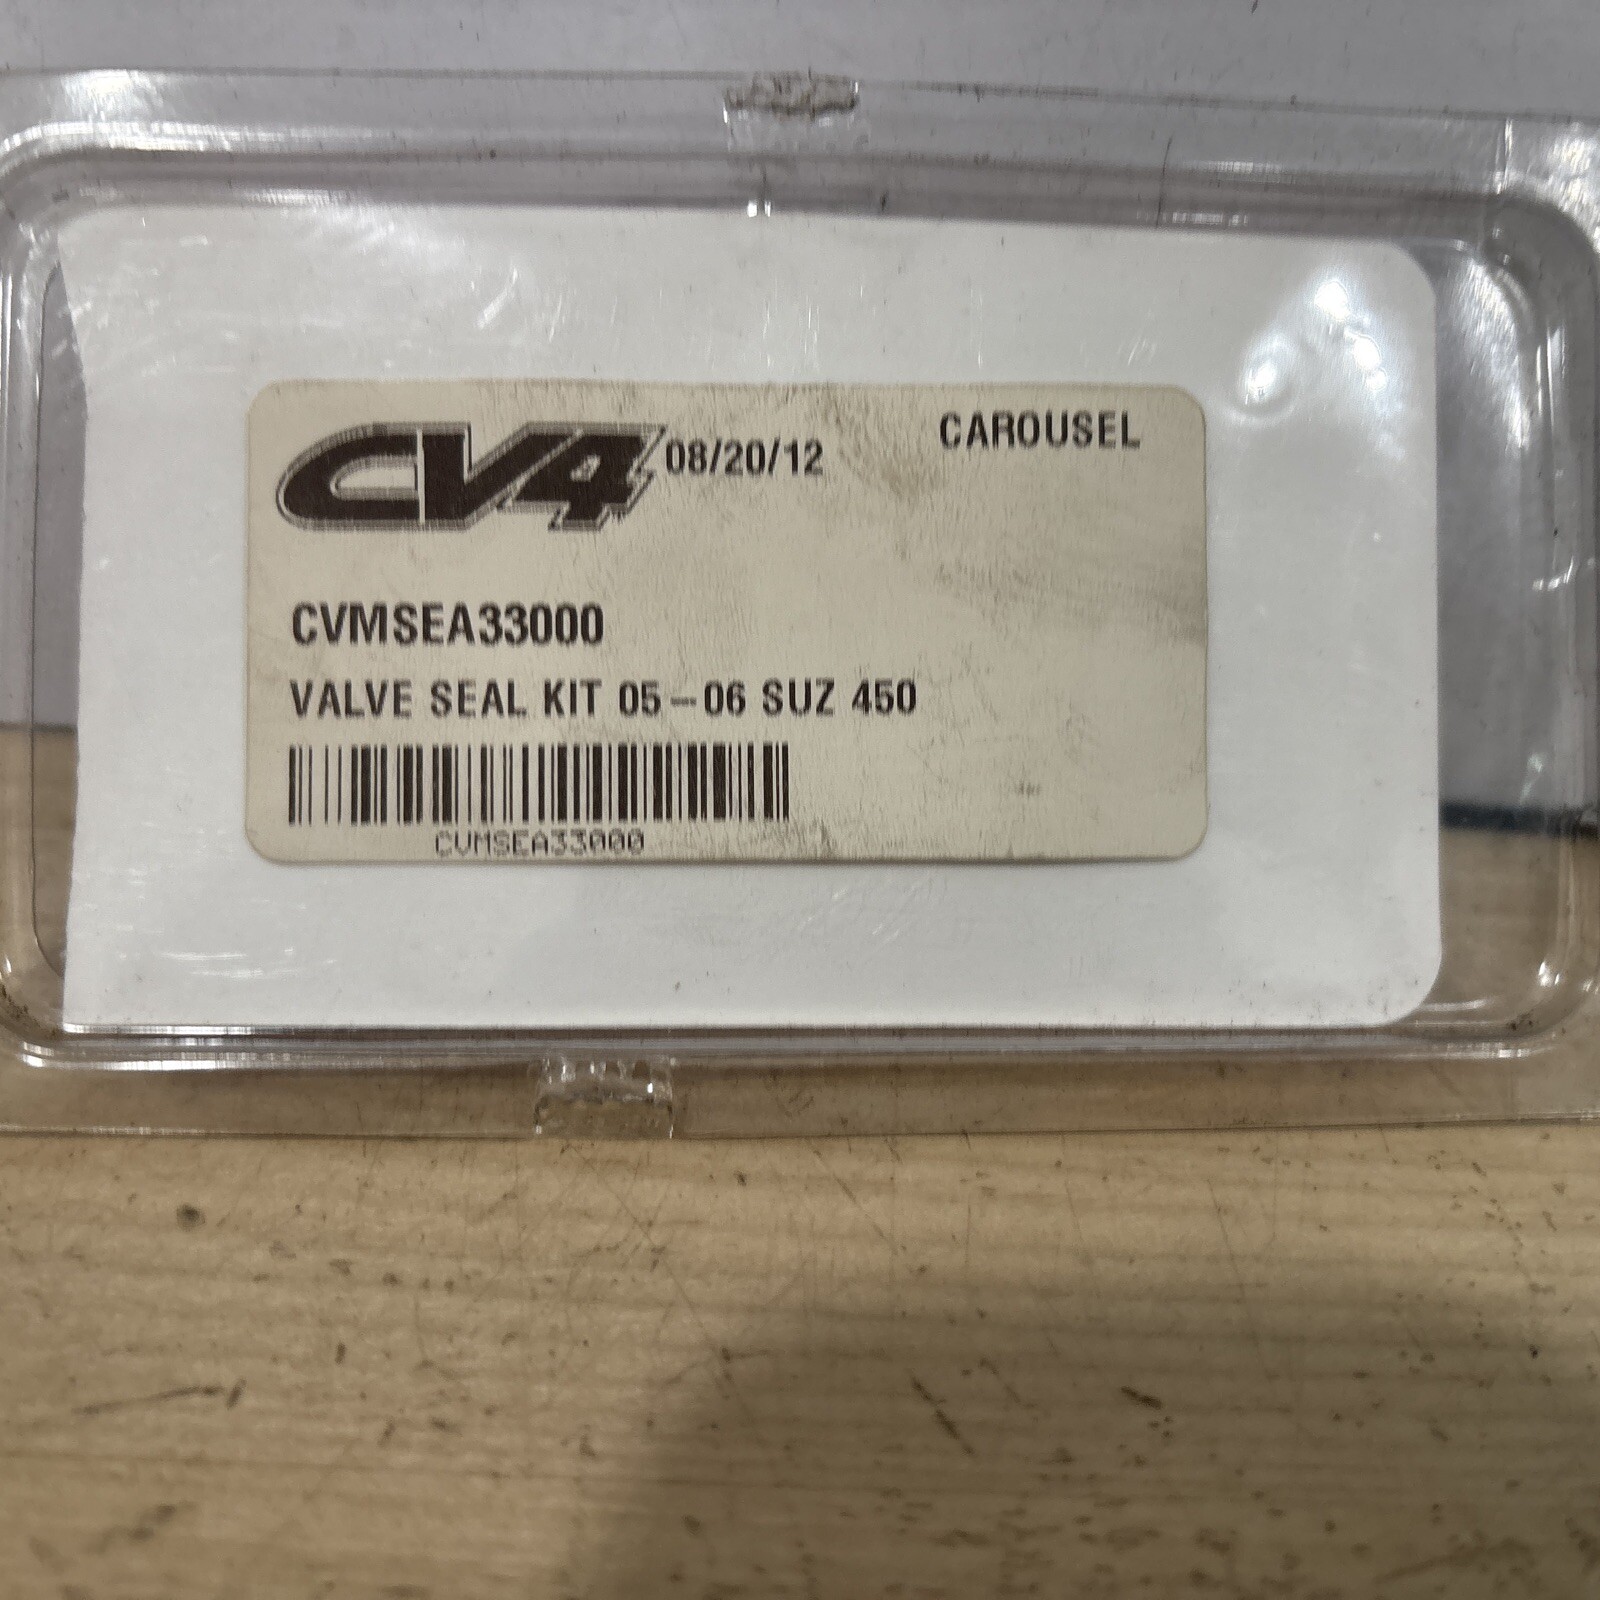 CV4 08/20/12 CAROUSEL
CVMSEA33000
VALVE SEAL KIT 05-06 SUZ 450
CVMSEA33000